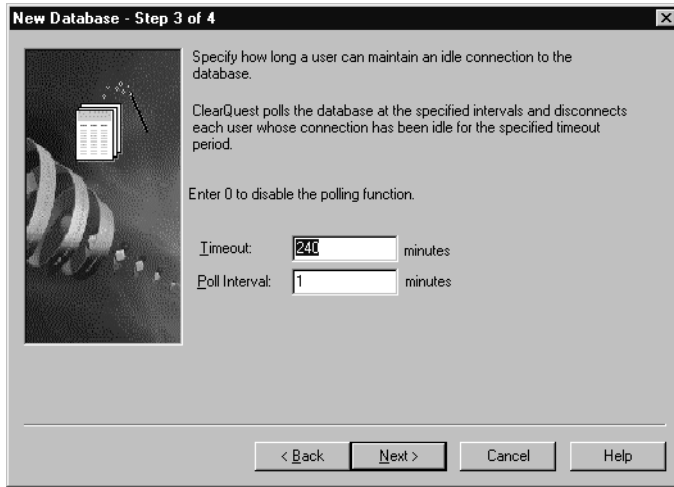 New Database - Step 3 of 4
Specify how long a user can maintain an idle connection to the
database.
ClearQuest polls the database at the specified intervals and disconnects
each user whose connection has been idle for the specified timeout
period.
Enter 0 to disable the polling function.
Timeout: 240 minutes
Poll Interval: 1 minutes
< Back Next > Cancel Help